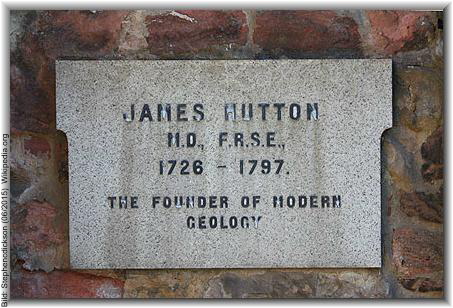 JAMES HUTTON
M.D., F.R.S.E.,
1726 - 1797.
THE FOUNDER OF MODERN
GEOLOGY
Bild: Stephencdickson (06/2015), Wikipedia.org